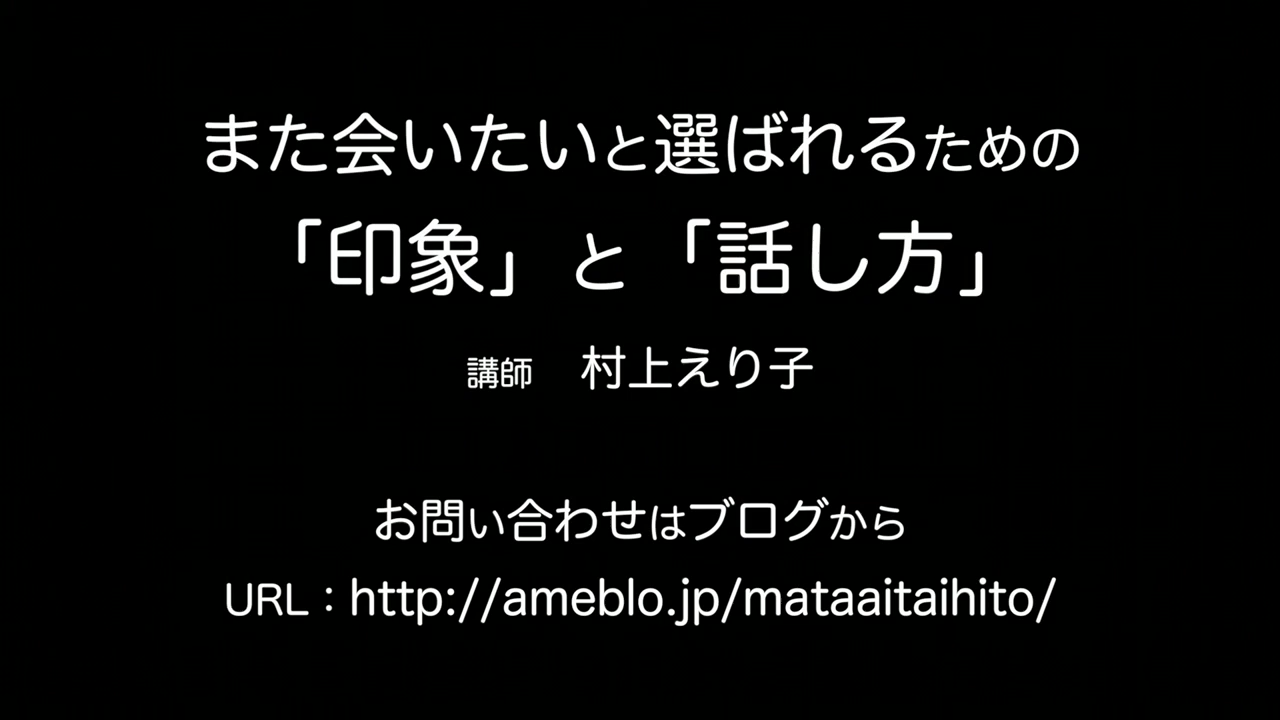 また会いたいと選ばれるための
「印象」と「話し方」
講師　村上えり子
お問い合わせはブログから
URL：http://ameblo.jp/mataaitaihito/